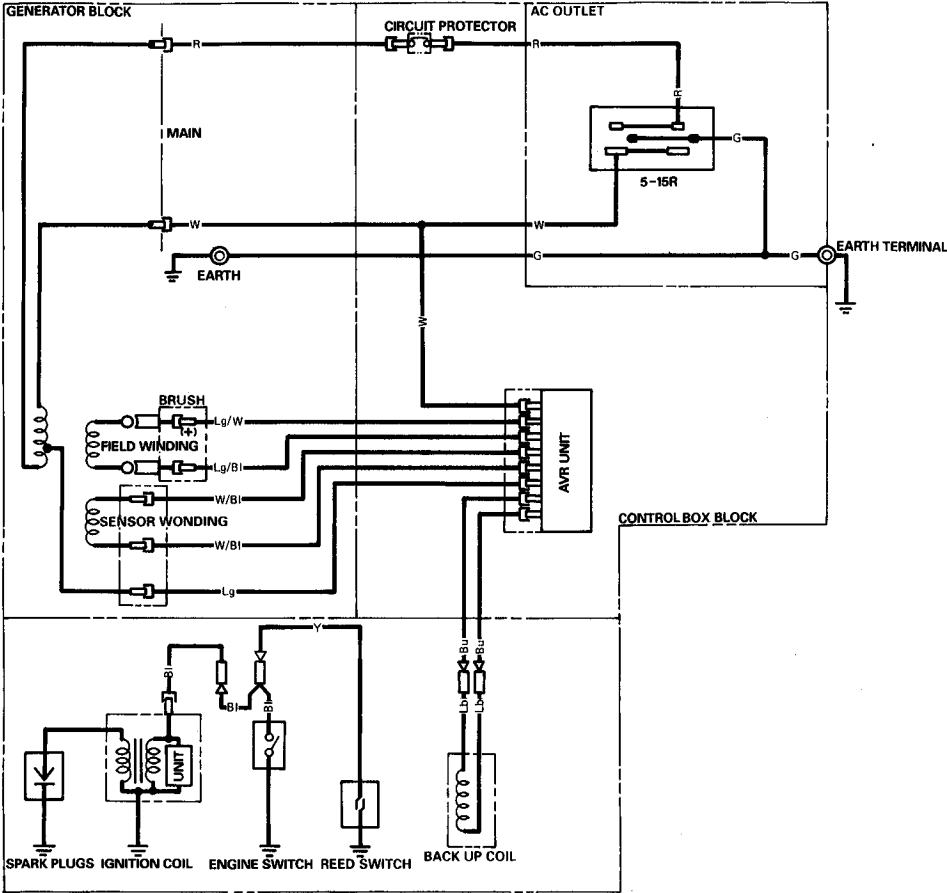 GENERATOR BLOCK
CIRCUIT PROTECTOR
AC OUTLET
R
R
R
MAIN
G
5-15R
W
W
EARTH TERMINAL
G
G
EARTH
W
BRUSH
Lg/W
(+)
FIELD WINDING
Lg/Bl
AVR UNIT
W/Bl
SENSOR WONDING
CONTROL BOX BLOCK
W/Bl
Lg
Y
Bu
Bu
Bl
Bl
Bl
Lb
Lb
UNIT
SPARK PLUGS
IGNITION COIL
ENGINE SWITCH
REED SWITCH
BACK UP COIL